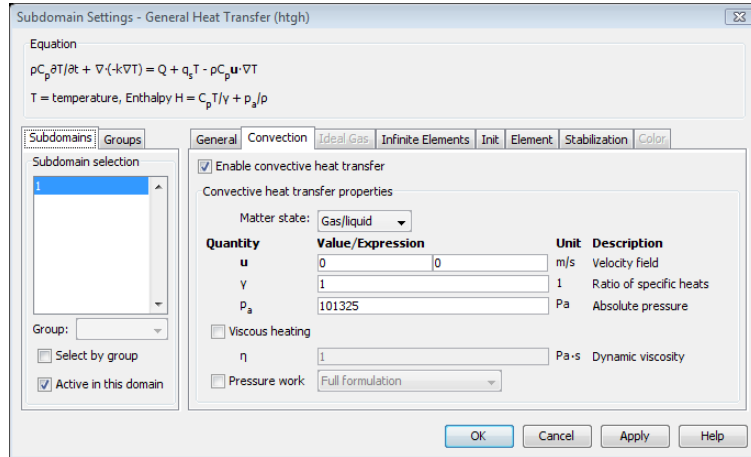 Subdomain Settings - General Heat Transfer (htgh)
Equation
ρCp∂T/∂t + ∇·(-k∇T) = Q + qsT - ρCpu·∇T
T = temperature, Enthalpy H = CpT/γ + pa/ρ
Subdomains Groups
General Convection Ideal Gas Infinite Elements Init Element Stabilization Color
Subdomain selection
1
Group:
Select by group
Active in this domain
Enable convective heat transfer
Convective heat transfer properties
Matter state: Gas/liquid
Quantity Value/Expression Unit Description
u 0 0 m/s Velocity field
γ 1 1 Ratio of specific heats
pa 101325 Pa Absolute pressure
Viscous heating
η 1 Pa·s Dynamic viscosity
Pressure work Full formulation
OK Cancel Apply Help